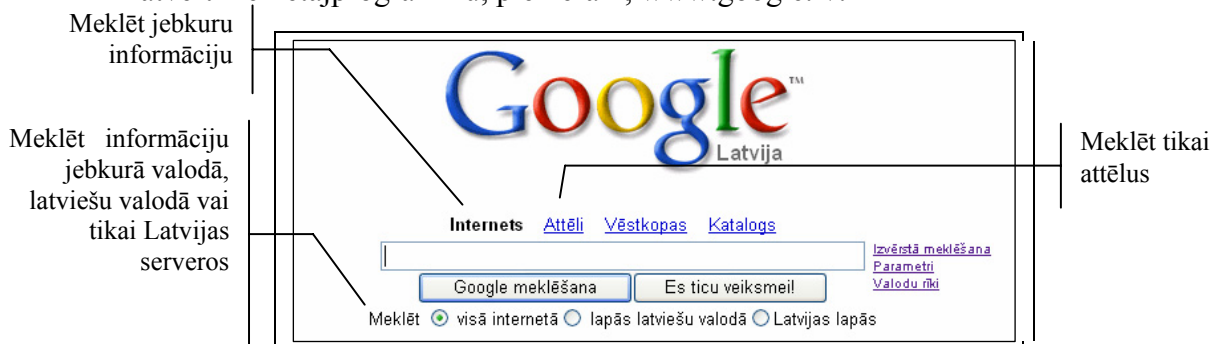 Meklēt jebkuru
informāciju
Google™
Latvija
Meklēt informāciju
jebkurā valodā,
latviešu valodā vai
tikai Latvijas
serveros
Meklēt tikai
attēlus
Internets Attēli Vēstkopas Katalogs
Izvērstā meklēšana
Parametri
Valodu rīki
Google meklēšana Es ticu veiksmei!
Meklēt visā internetā lapās latviešu valodā Latvijas lapās